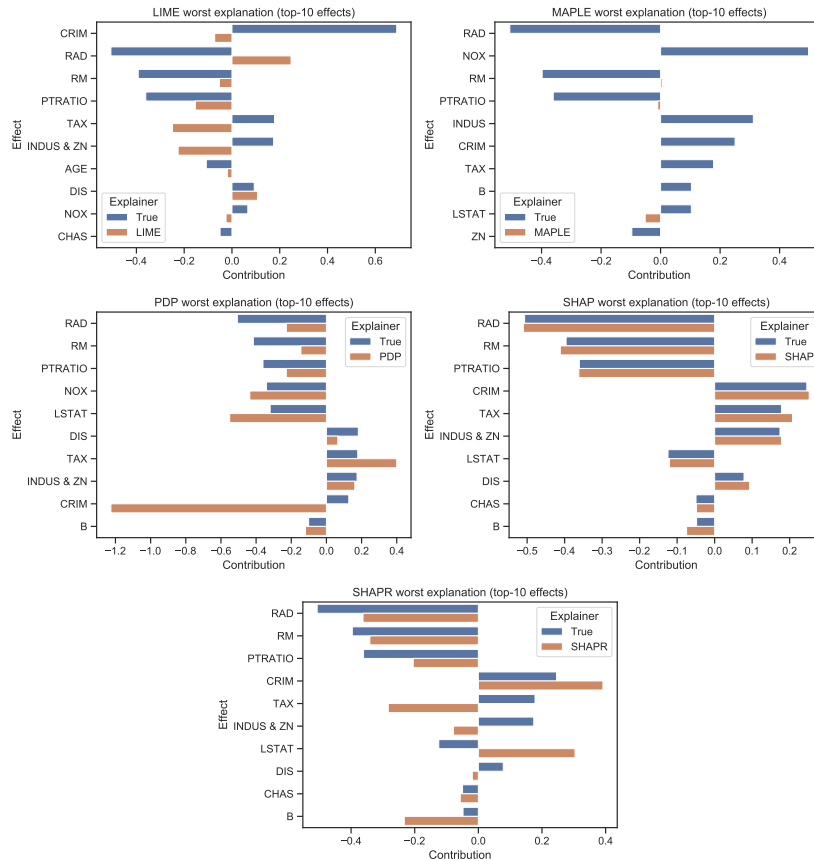 LIME worst explanation (top-10 effects)
Effect
CRIM
RAD
RM
PTRATIO
TAX
INDUS & ZN
AGE
DIS
NOX
CHAS
Explainer
True
LIME
−0.4 −0.2 0.0 0.2 0.4 0.6
Contribution
MAPLE worst explanation (top-10 effects)
Effect
RAD
NOX
RM
PTRATIO
INDUS
CRIM
TAX
B
LSTAT
ZN
Explainer
True
MAPLE
−0.4 −0.2 0.0 0.2 0.4
Contribution
PDP worst explanation (top-10 effects)
Effect
RAD
RM
PTRATIO
NOX
LSTAT
DIS
TAX
INDUS & ZN
CRIM
B
Explainer
True
PDP
−1.2 −1.0 −0.8 −0.6 −0.4 −0.2 0.0 0.2 0.4
Contribution
SHAP worst explanation (top-10 effects)
Effect
RAD
RM
PTRATIO
CRIM
TAX
INDUS & ZN
LSTAT
DIS
CHAS
B
Explainer
True
SHAP
−0.5 −0.4 −0.3 −0.2 −0.1 0.0 0.1 0.2
Contribution
SHAPR worst explanation (top-10 effects)
Effect
RAD
RM
PTRATIO
CRIM
TAX
INDUS & ZN
LSTAT
DIS
CHAS
B
Explainer
True
SHAPR
−0.4 −0.2 0.0 0.2 0.4
Contribution